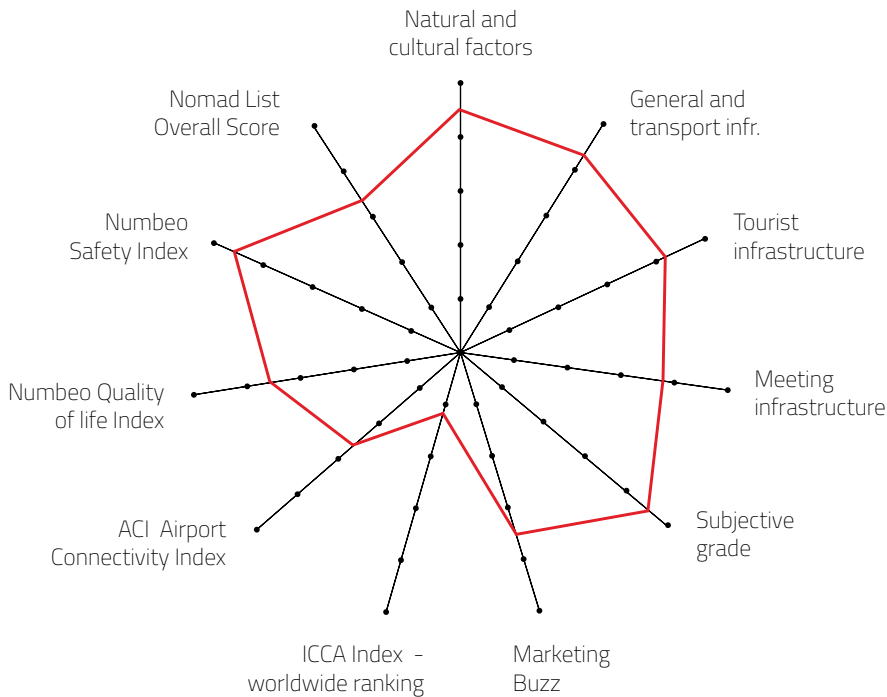 Natural and
cultural factors
General and
transport infr.
Tourist
infrastructure
Meeting
infrastructure
Subjective
grade
Marketing
Buzz
ICCA Index  -
worldwide ranking
ACI  Airport
Connectivity Index
Numbeo Quality
of life Index
Numbeo
Safety Index
Nomad List
Overall Score